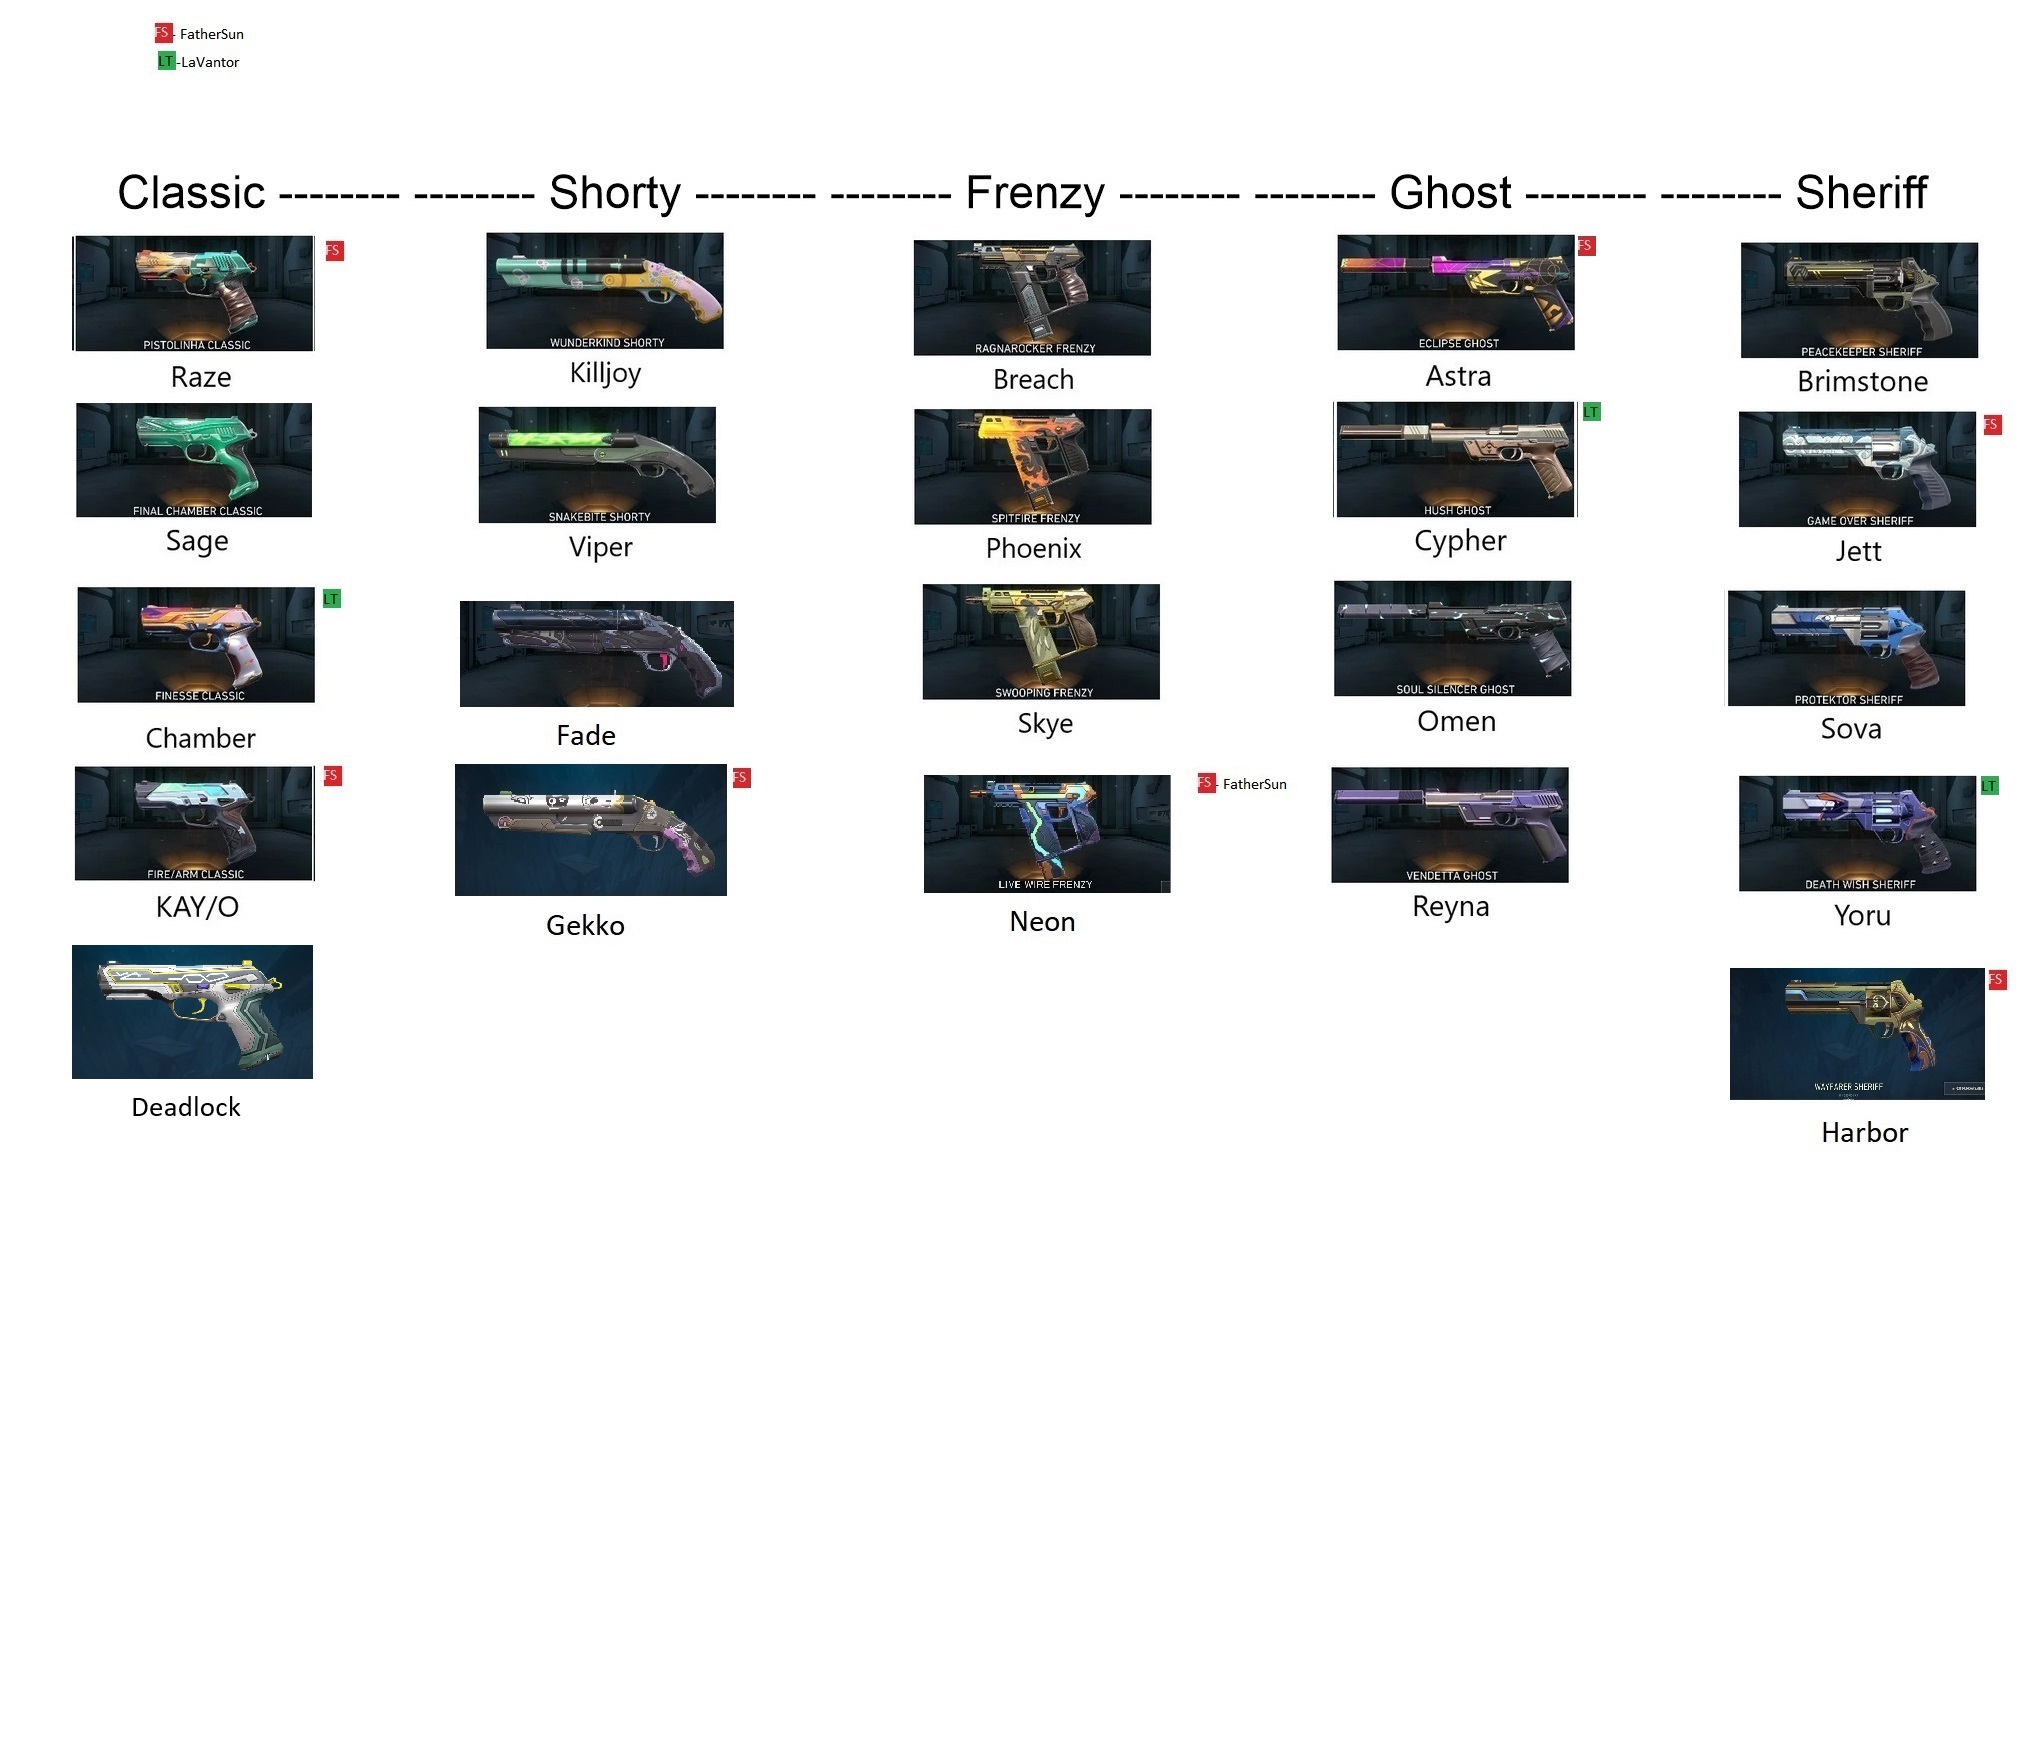 FS - FatherSun
LT -LaVantor
Classic -------- -------- Shorty -------- -------- Frenzy -------- -------- Ghost -------- -------- Sheriff
FS
PISTOLINHA CLASSIC
Raze
WUNDERKIND SHORTY
Killjoy
RAGNAROCKER FRENZY
Breach
FS
ECLIPSE GHOST
Astra
PEACEKEEPER SHERIFF
Brimstone
FINAL CHAMBER CLASSIC
Sage
SNAKEBITE SHORTY
Viper
SPITFIRE FRENZY
Phoenix
LT
HUSH GHOST
Cypher
FS
GAME OVER SHERIFF
Jett
LT
FINESSE CLASSIC
Chamber
Fade
SWOOPING FRENZY
Skye
SOUL SILENCER GHOST
Omen
PROTEKTOR SHERIFF
Sova
FS
FIRE/ARM CLASSIC
KAY/O
FS
Gekko
FS - FatherSun
LIVE WIRE FRENZY
Neon
VENDETTA GHOST
Reyna
LT
DEATH WISH SHERIFF
Yoru
Deadlock
FS
WAYFARER SHERIFF
Harbor